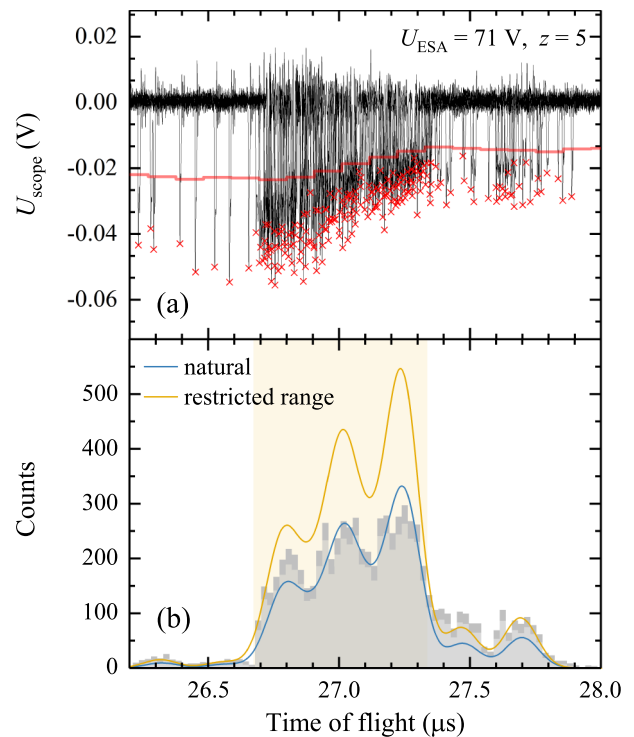 U_ESA = 71 V, z = 5
0.02
0.00
-0.02
-0.04
-0.06
U_scope (V)
(a)
natural
restricted range
500
400
300
200
100
0
Counts
(b)
26.5 27.0 27.5 28.0
Time of flight (μs)